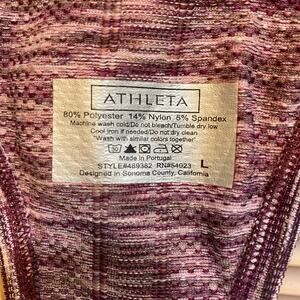 ATHLETA
80% Polyester 14% Nylon 6% Spandex
Machine wash cold/Do not bleach/Tumble dry low
Cool iron if needed/Do not dry clean
"Wash with similar colors together"
30
Made in Portugal
STYLE#489382 RN#54023 L
Designed in Sonoma County, California